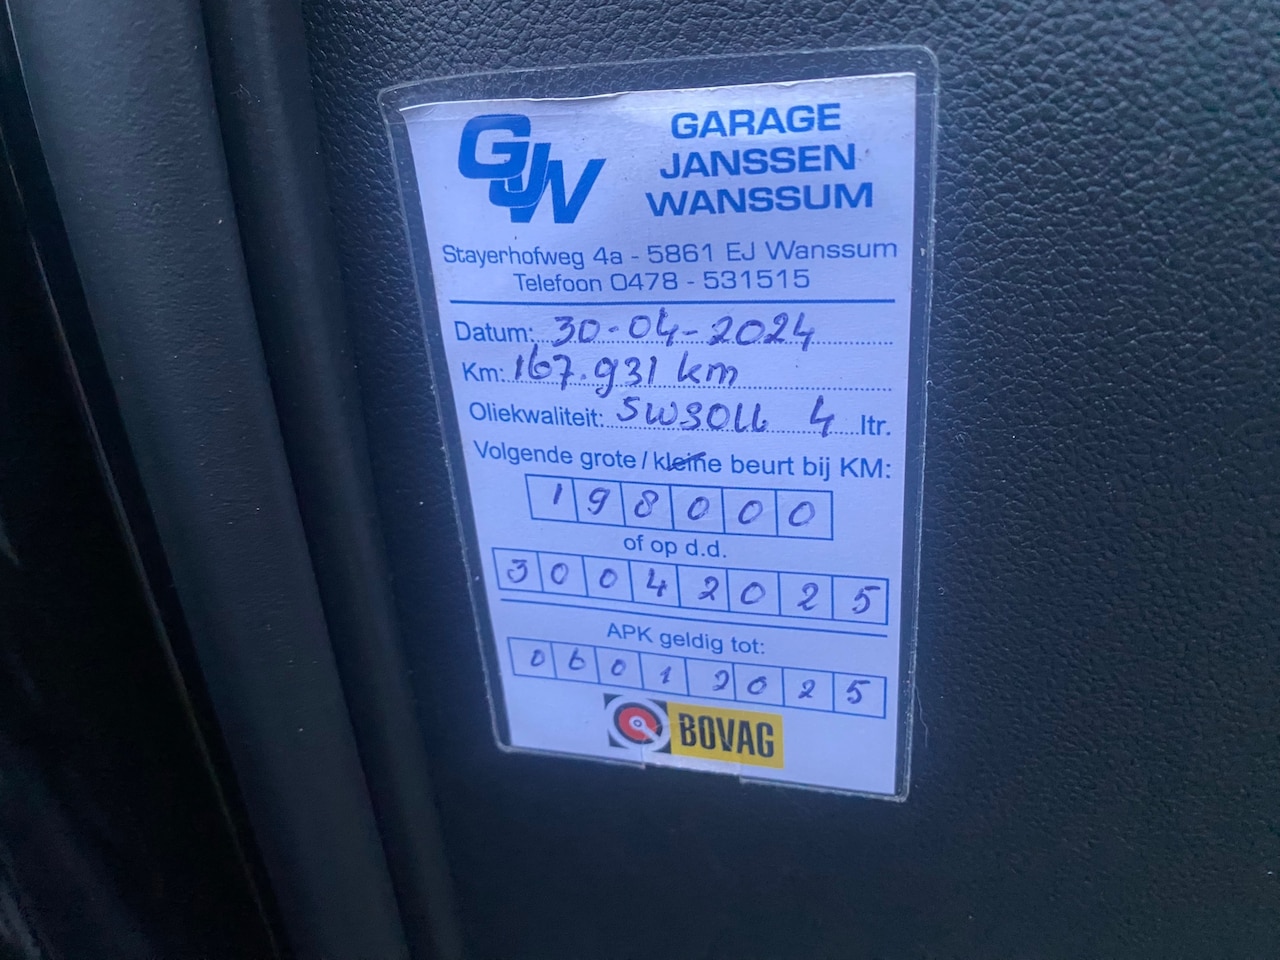 GJW
GARAGE
JANSSEN
WANSSUM
Stayerhofweg 4a - 5861 EJ Wanssum
Telefoon 0478 - 531515
Datum: 30-04-2024
Km: 167.931 km
Oliekwaliteit: 5W30LL 4 ltr.
Volgende grote / kleine beurt bij KM:
198000
of op d.d.
30042025
APK geldig tot:
06012025
BOVAG